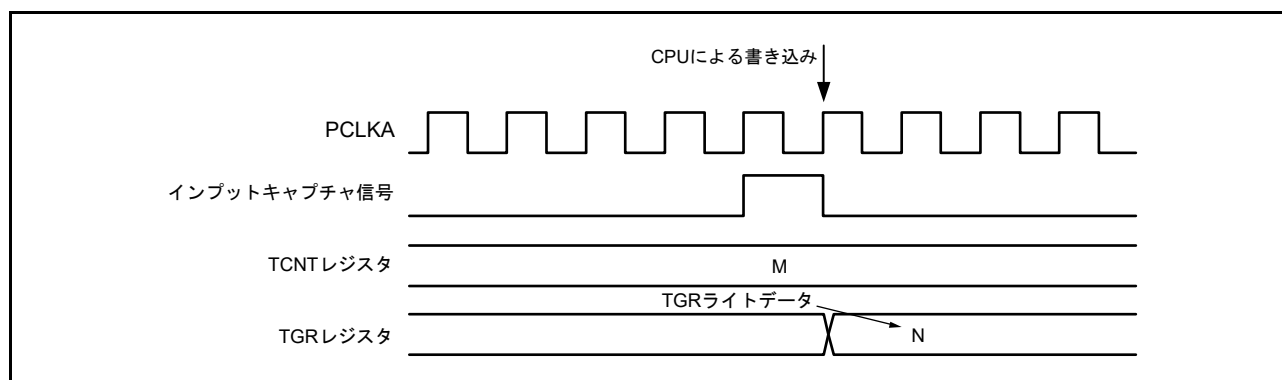 CPUによる書き込み
PCLKA
インプットキャプチャ信号
TCNTレジスタ
M
TGRライトデータ
TGRレジスタ
N